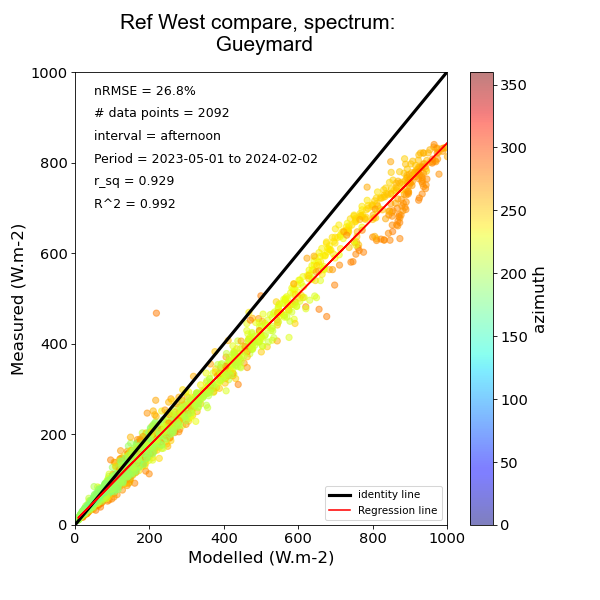 Ref West compare, spectrum:
Gueymard
nRMSE = 26.8%
# data points = 2092
interval = afternoon
Period = 2023-05-01 to 2024-02-02
r_sq = 0.929
R^2 = 0.992
1000
800
600
400
200
0
Measured (W.m-2)
0
200
400
600
800
1000
Modelled (W.m-2)
identity line
Regression line
350
300
250
200
150
100
50
0
azimuth